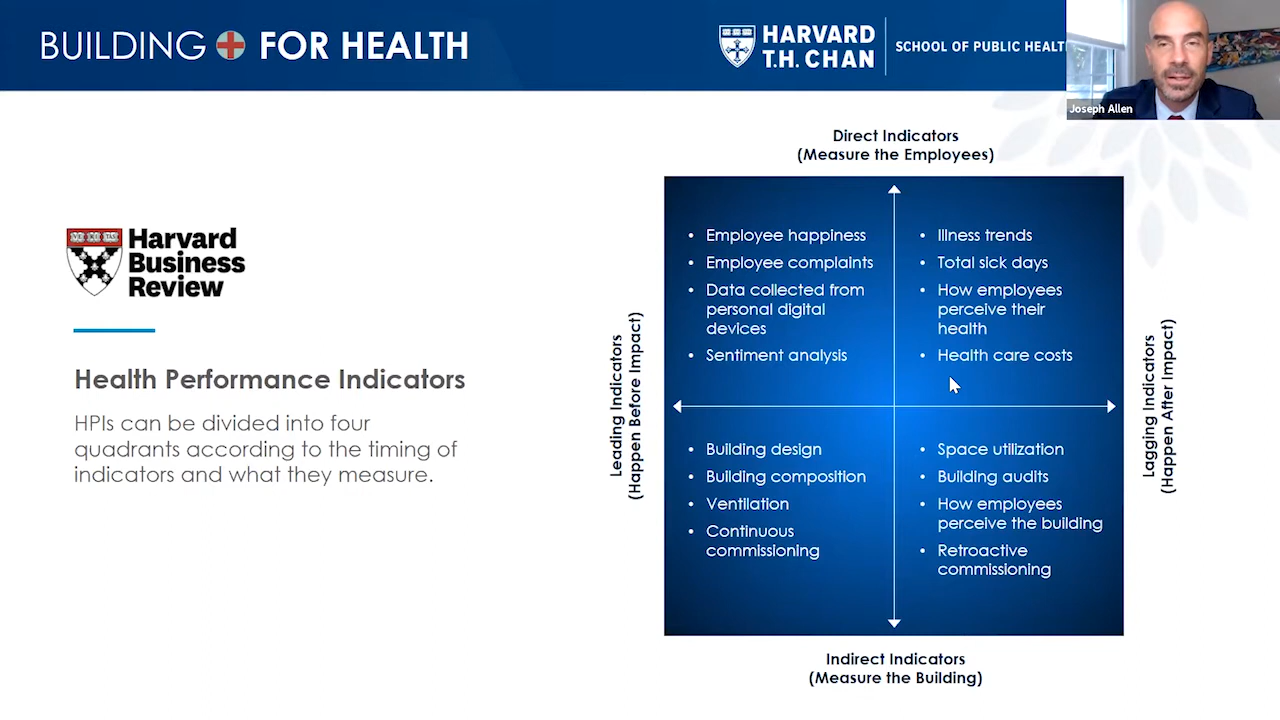 BUILDING FOR HEALTH
HARVARD
T.H. CHAN
SCHOOL OF PUBLIC HEALT
Joseph Allen
Harvard
Business
Review
Health Performance Indicators
HPIs can be divided into four
quadrants according to the timing of
indicators and what they measure.
Direct Indicators
(Measure the Employees)
Leading Indicators
(Happen Before Impact)
• Employee happiness
• Employee complaints
• Data collected from
personal digital
devices
• Sentiment analysis
• Illness trends
• Total sick days
• How employees
perceive their
health
• Health care costs
• Building design
• Building composition
• Ventilation
• Continuous
commissioning
• Space utilization
• Building audits
• How employees
perceive the building
• Retroactive
commissioning
Lagging Indicators
(Happen After Impact)
Indirect Indicators
(Measure the Building)